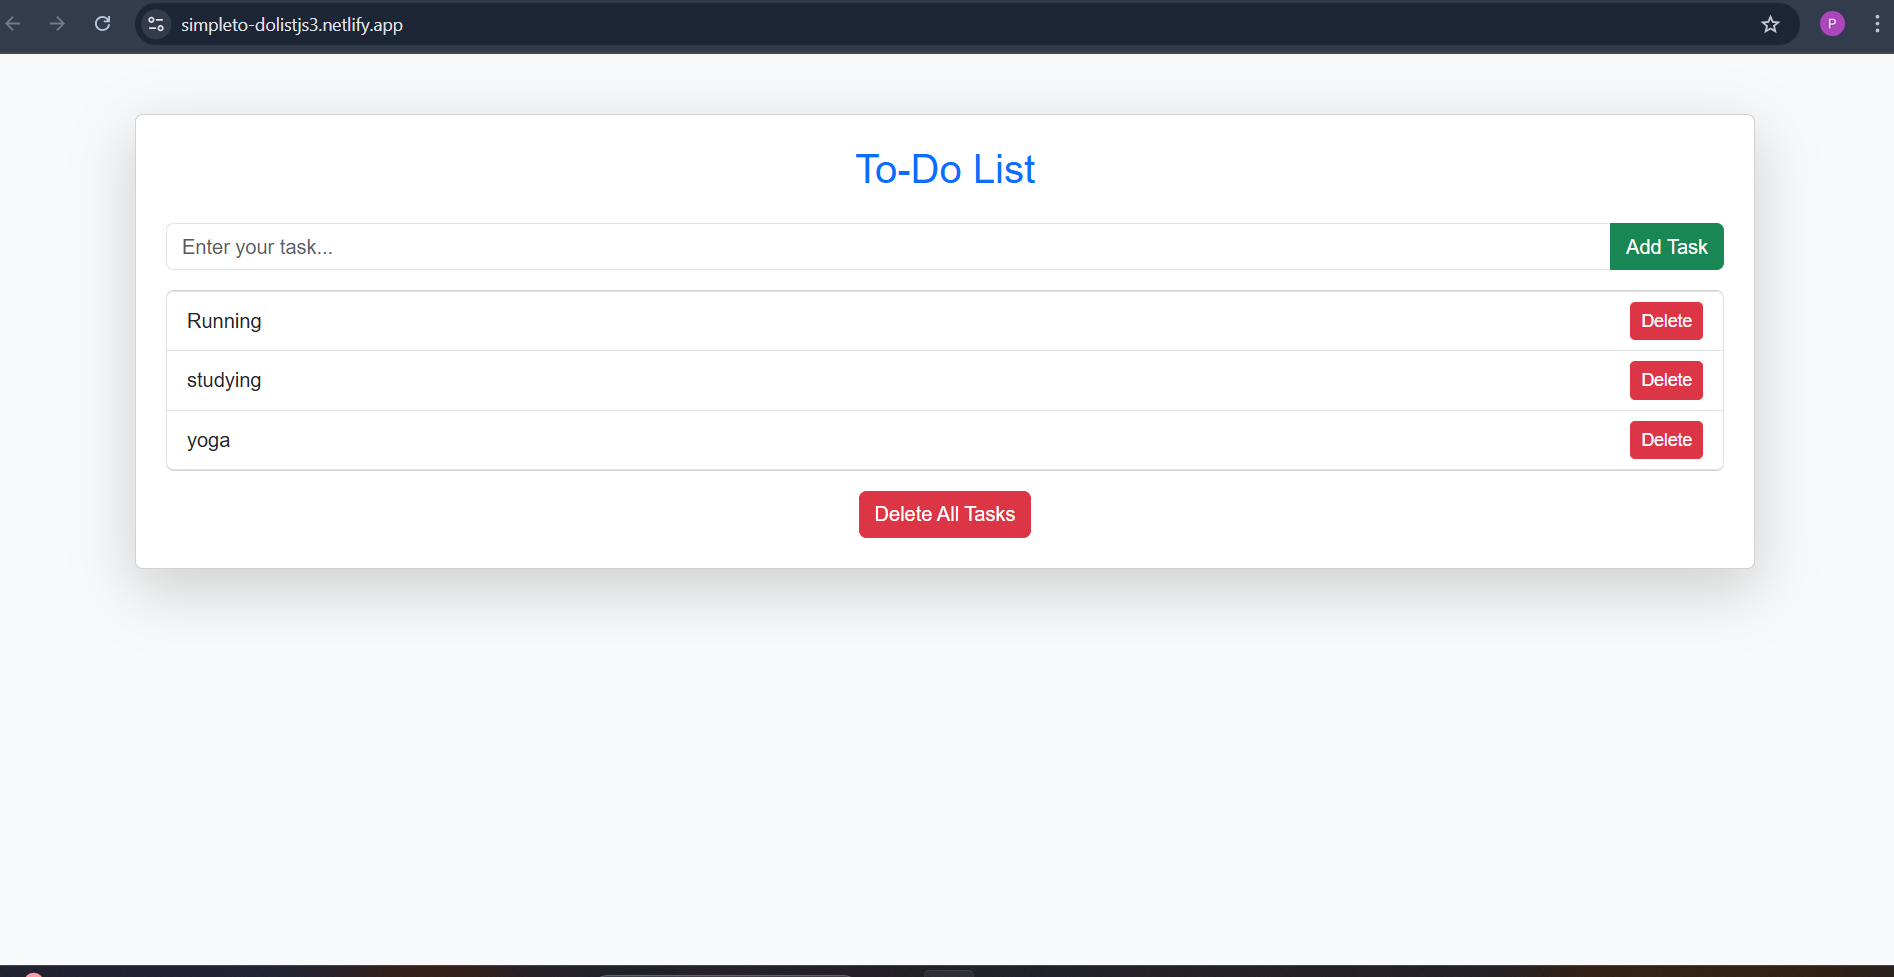 simpleto-dolistjs3.netlify.app
P
To-Do List
Enter your task...
Add Task
Running
Delete
studying
Delete
yoga
Delete
Delete All Tasks